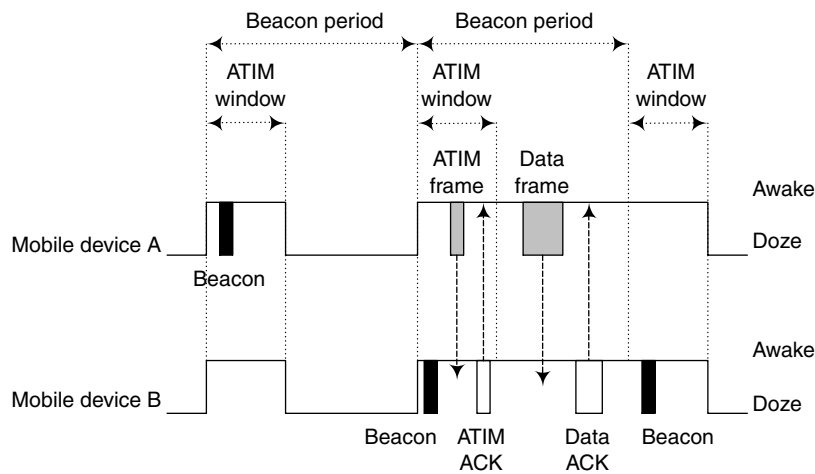 Beacon period Beacon period
ATIM window ATIM window ATIM window
ATIM frame Data frame
Awake
Mobile device A Doze
Beacon
Awake
Mobile device B Doze
Beacon ATIM ACK Data ACK Beacon